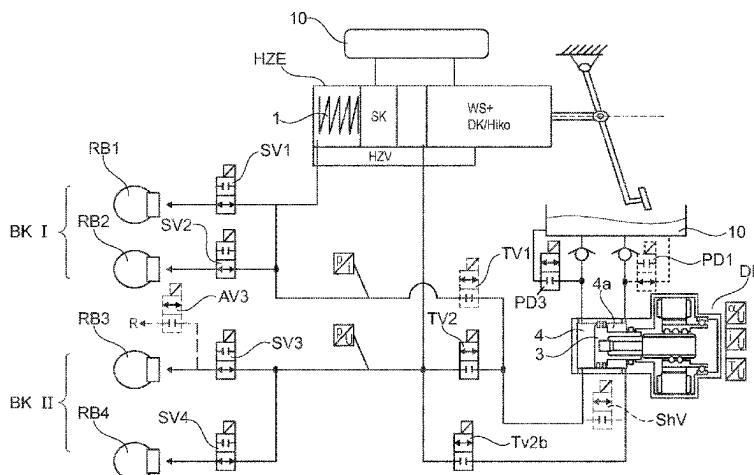 10
HZE
1
SK
WS+
DK/Hiko
HZV
RB1
SV1
BK I
RB2
SV2
10
TV1
PD3
PD1
AV3
R
RB3
SV3
TV2
4
4a
3
BK II
RB4
SV4
Tv2b
ShV